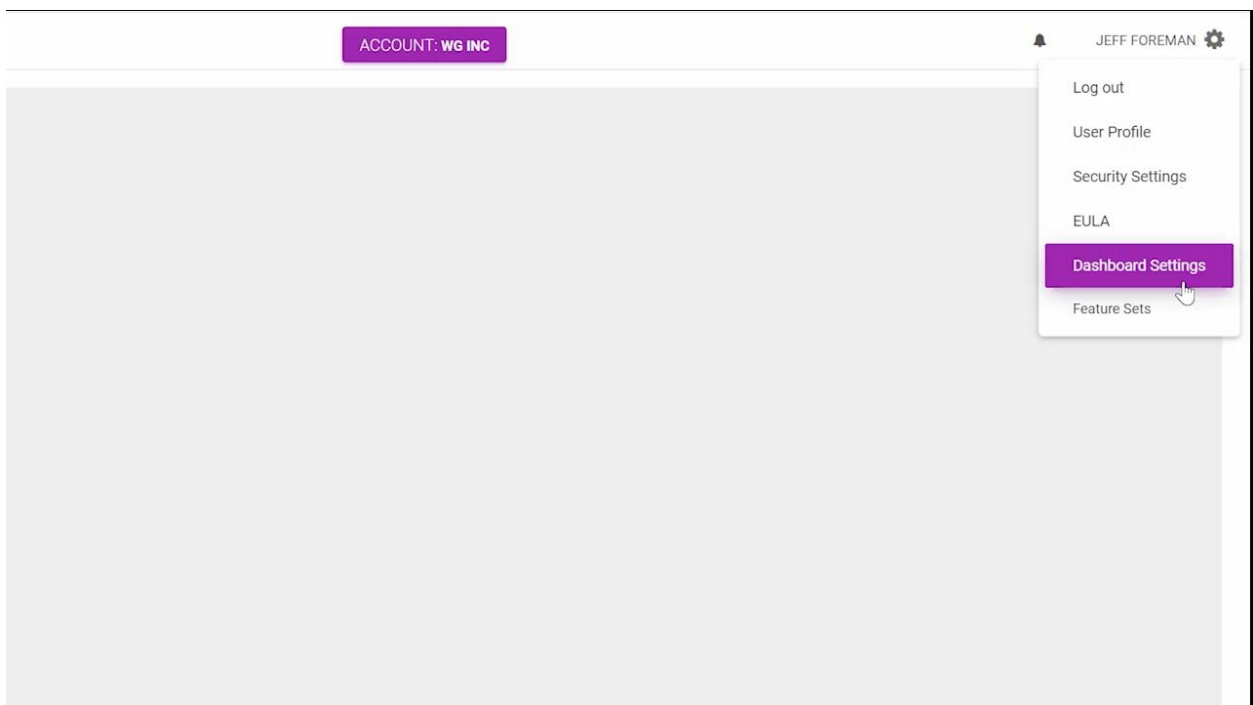 ACCOUNT: WG INC
JEFF FOREMAN
Log out
User Profile
Security Settings
EULA
Dashboard Settings
Feature Sets